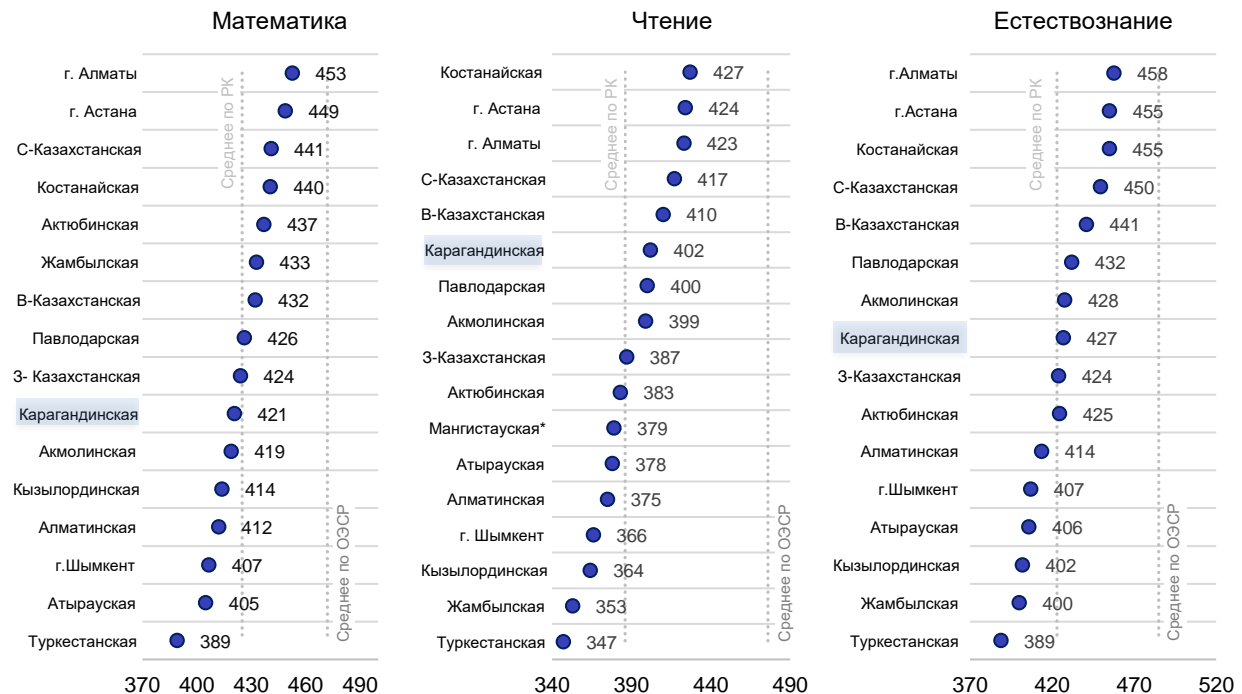 Математика
г. Алматы 453
г. Астана 449
С-Казахстанская 441
Костанайская 440
Актюбинская 437
Жамбылская 433
В-Казахстанская 432
Павлодарская 426
З- Казахстанская 424
Карагандинская 421
Акмолинская 419
Кызылординская 414
Алматинская 412
г.Шымкент 407
Атырауская 405
Туркестанская 389
Среднее по РК
Среднее по ОЭСР
370 400 430 460 490
Чтение
Костанайская 427
г. Астана 424
г. Алматы 423
С-Казахстанская 417
В-Казахстанская 410
Карагандинская 402
Павлодарская 400
Акмолинская 399
З-Казахстанская 387
Актюбинская 383
Мангистауская* 379
Атырауская 378
Алматинская 375
г. Шымкент 366
Кызылординская 364
Жамбылская 353
Туркестанская 347
Среднее по РК
Среднее по ОЭСР
340 390 440 490
Естествознание
г.Алматы 458
г.Астана 455
Костанайская 455
С-Казахстанская 450
В-Казахстанская 441
Павлодарская 432
Акмолинская 428
Карагандинская 427
З-Казахстанская 424
Актюбинская 425
Алматинская 414
г.Шымкент 407
Атырауская 406
Кызылординская 402
Жамбылская 400
Туркестанская 389
Среднее по РК
Среднее по ОЭСР
370 420 470 520